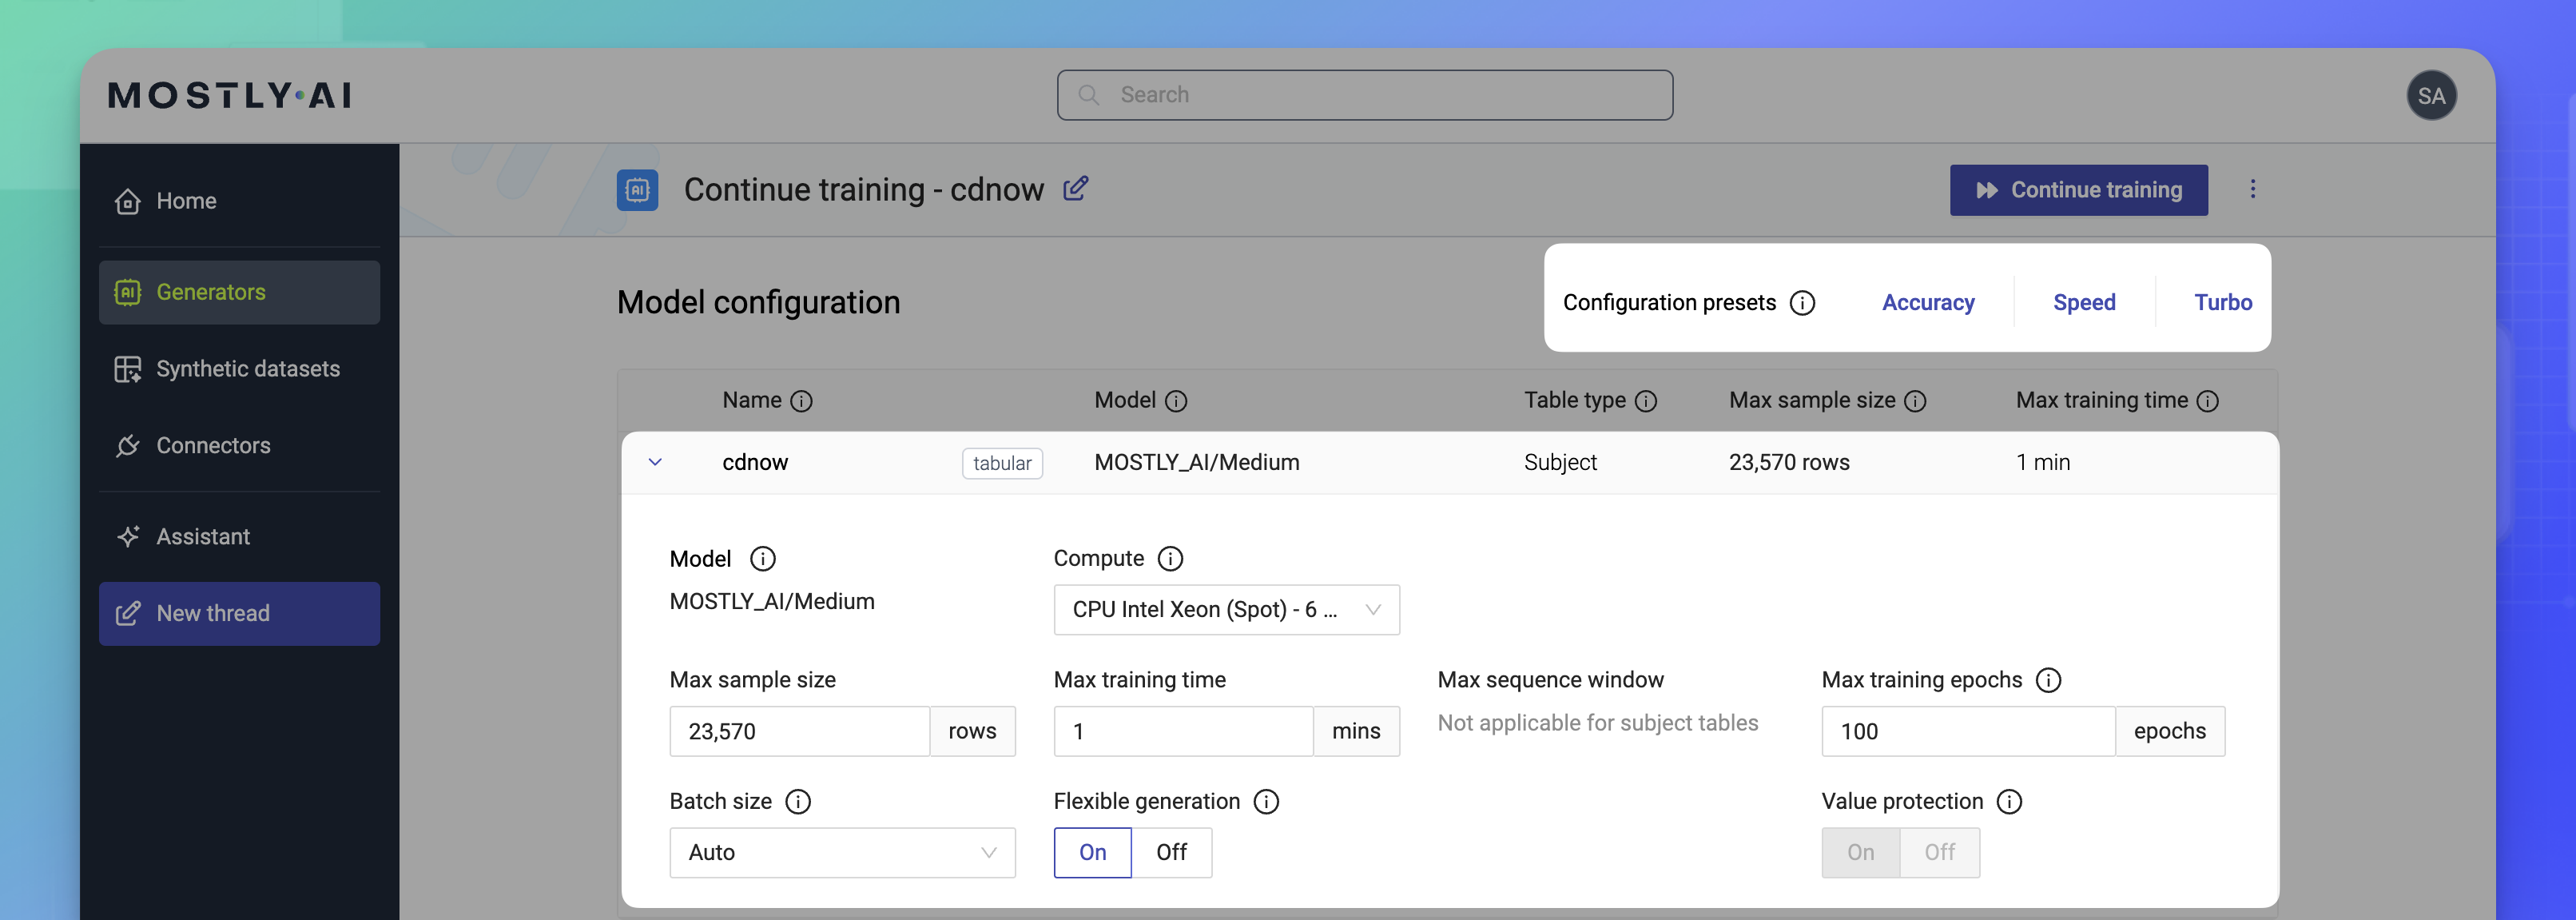 MOSTLY·AI
Search
SA
Home
Generators
Synthetic datasets
Connectors
Assistant
New thread
AI Continue training - cdnow
Continue training
Model configuration
Configuration presets Accuracy Speed Turbo
Name Model Table type Max sample size Max training time
cdnow tabular MOSTLY_AI/Medium Subject 23,570 rows 1 min
Model Compute
MOSTLY_AI/Medium CPU Intel Xeon (Spot) - 6 ...
Max sample size Max training time Max sequence window Max training epochs
23,570 rows 1 mins Not applicable for subject tables 100 epochs
Batch size Flexible generation Value protection
Auto On Off On Off